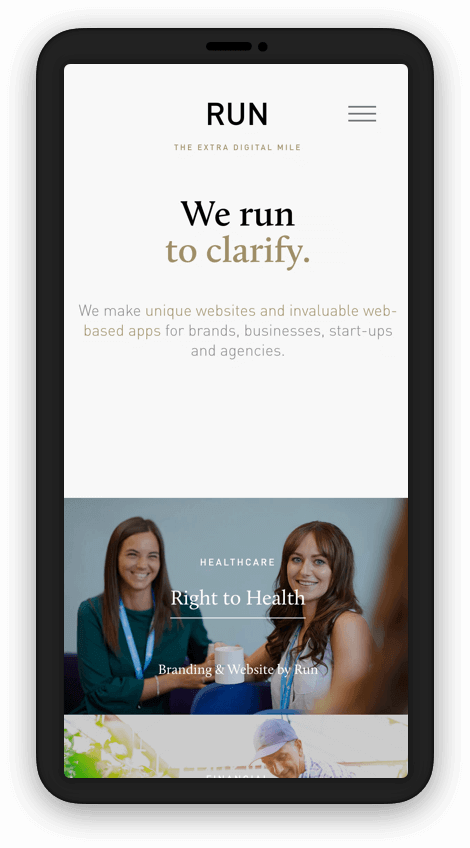 RUN
THE EXTRA DIGITAL MILE
We run
to clarify.
We make unique websites and invaluable web-
based apps for brands, businesses, start-ups
and agencies.
HEALTHCARE
Right to Health
Branding & Website by Run
FINANCIAL